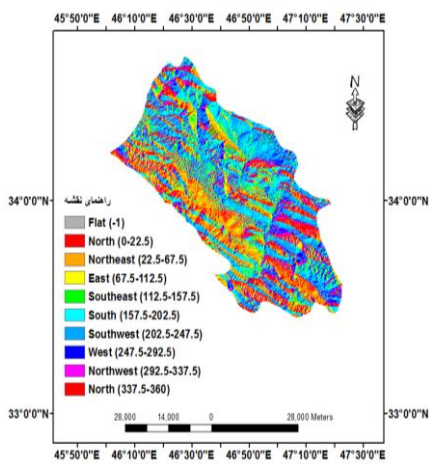 45°50'0"E 46°10'0"E 46°30'0"E 46°50'0"E 47°10'0"E 47°30'0"E
N
34°0'0"N
34°0'0"N
راهنمای نقشه
Flat (-1)
North (0-22.5)
Northeast (22.5-67.5)
East (67.5-112.5)
Southeast (112.5-157.5)
South (157.5-202.5)
Southwest (202.5-247.5)
West (247.5-292.5)
Northwest (292.5-337.5)
North (337.5-360)
33°0'0"N
33°0'0"N
28,000 14,000 0 28,000 Meters
45°50'0"E 46°10'0"E 46°30'0"E 46°50'0"E 47°10'0"E 47°30'0"E